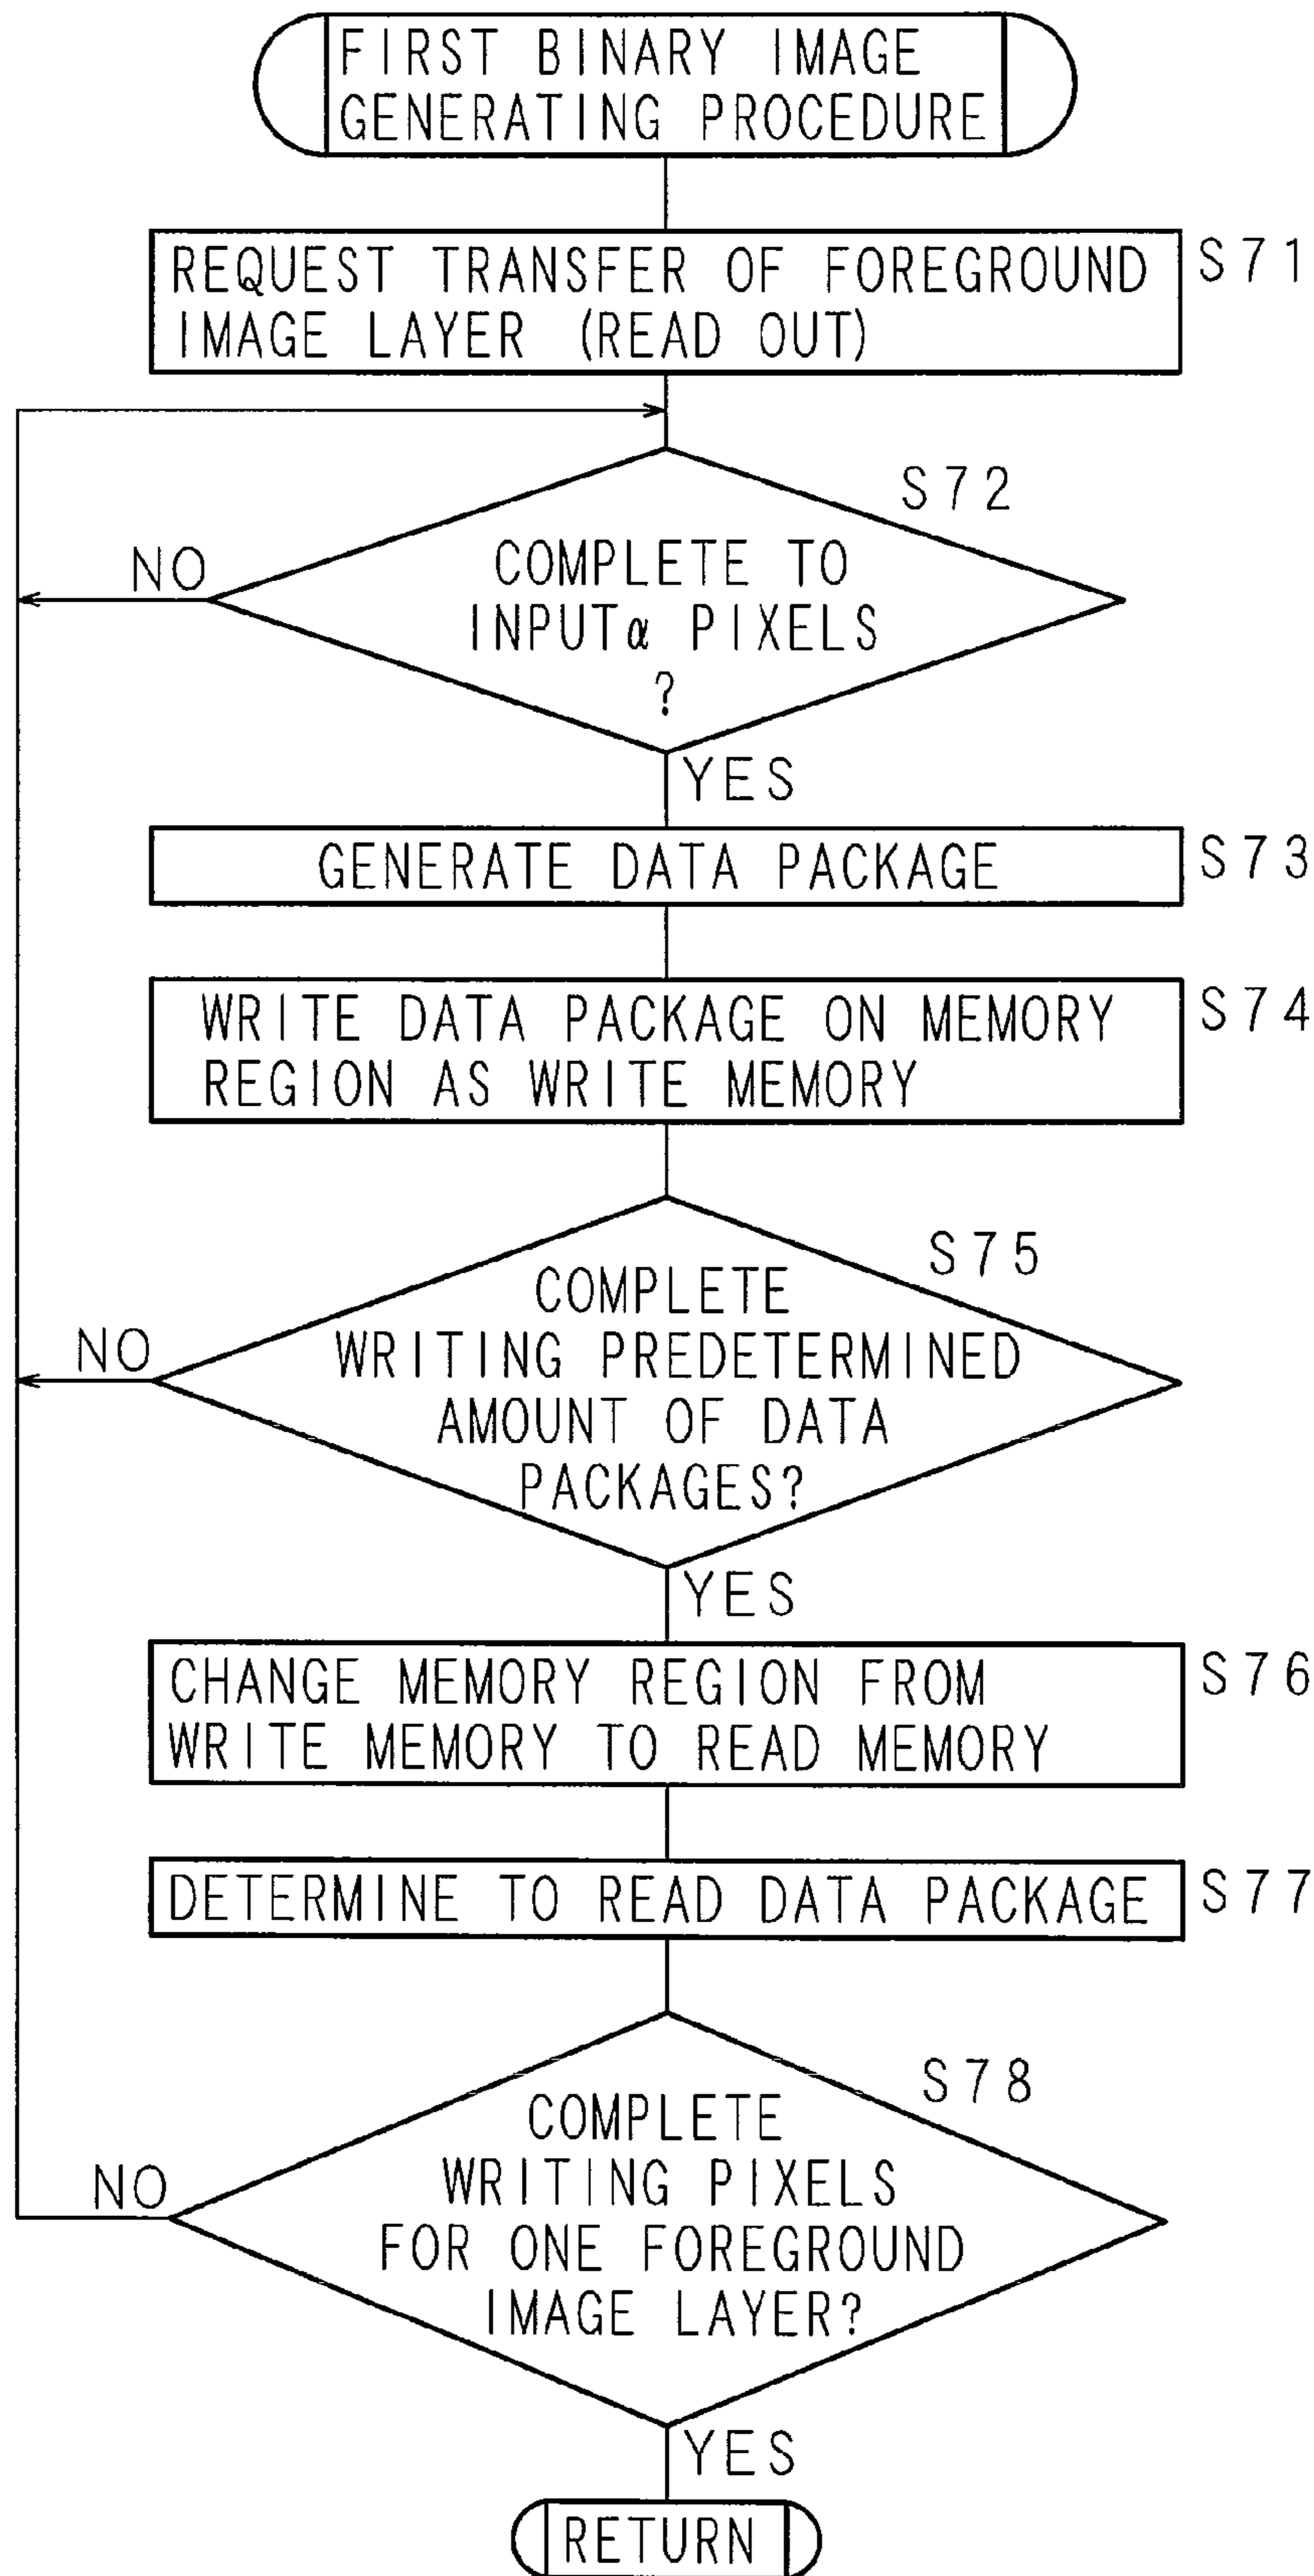 FIRST BINARY IMAGE
GENERATING PROCEDURE
REQUEST TRANSFER OF FOREGROUND
IMAGE LAYER (READ OUT)
S71
S72
COMPLETE TO
INPUTα PIXELS
?
NO
YES
GENERATE DATA PACKAGE
S73
WRITE DATA PACKAGE ON MEMORY
REGION AS WRITE MEMORY
S74
S75
COMPLETE
WRITING PREDETERMINED
AMOUNT OF DATA
PACKAGES?
NO
YES
CHANGE MEMORY REGION FROM
WRITE MEMORY TO READ MEMORY
S76
DETERMINE TO READ DATA PACKAGE
S77
S78
COMPLETE
WRITING PIXELS
FOR ONE FOREGROUND
IMAGE LAYER?
NO
YES
RETURN